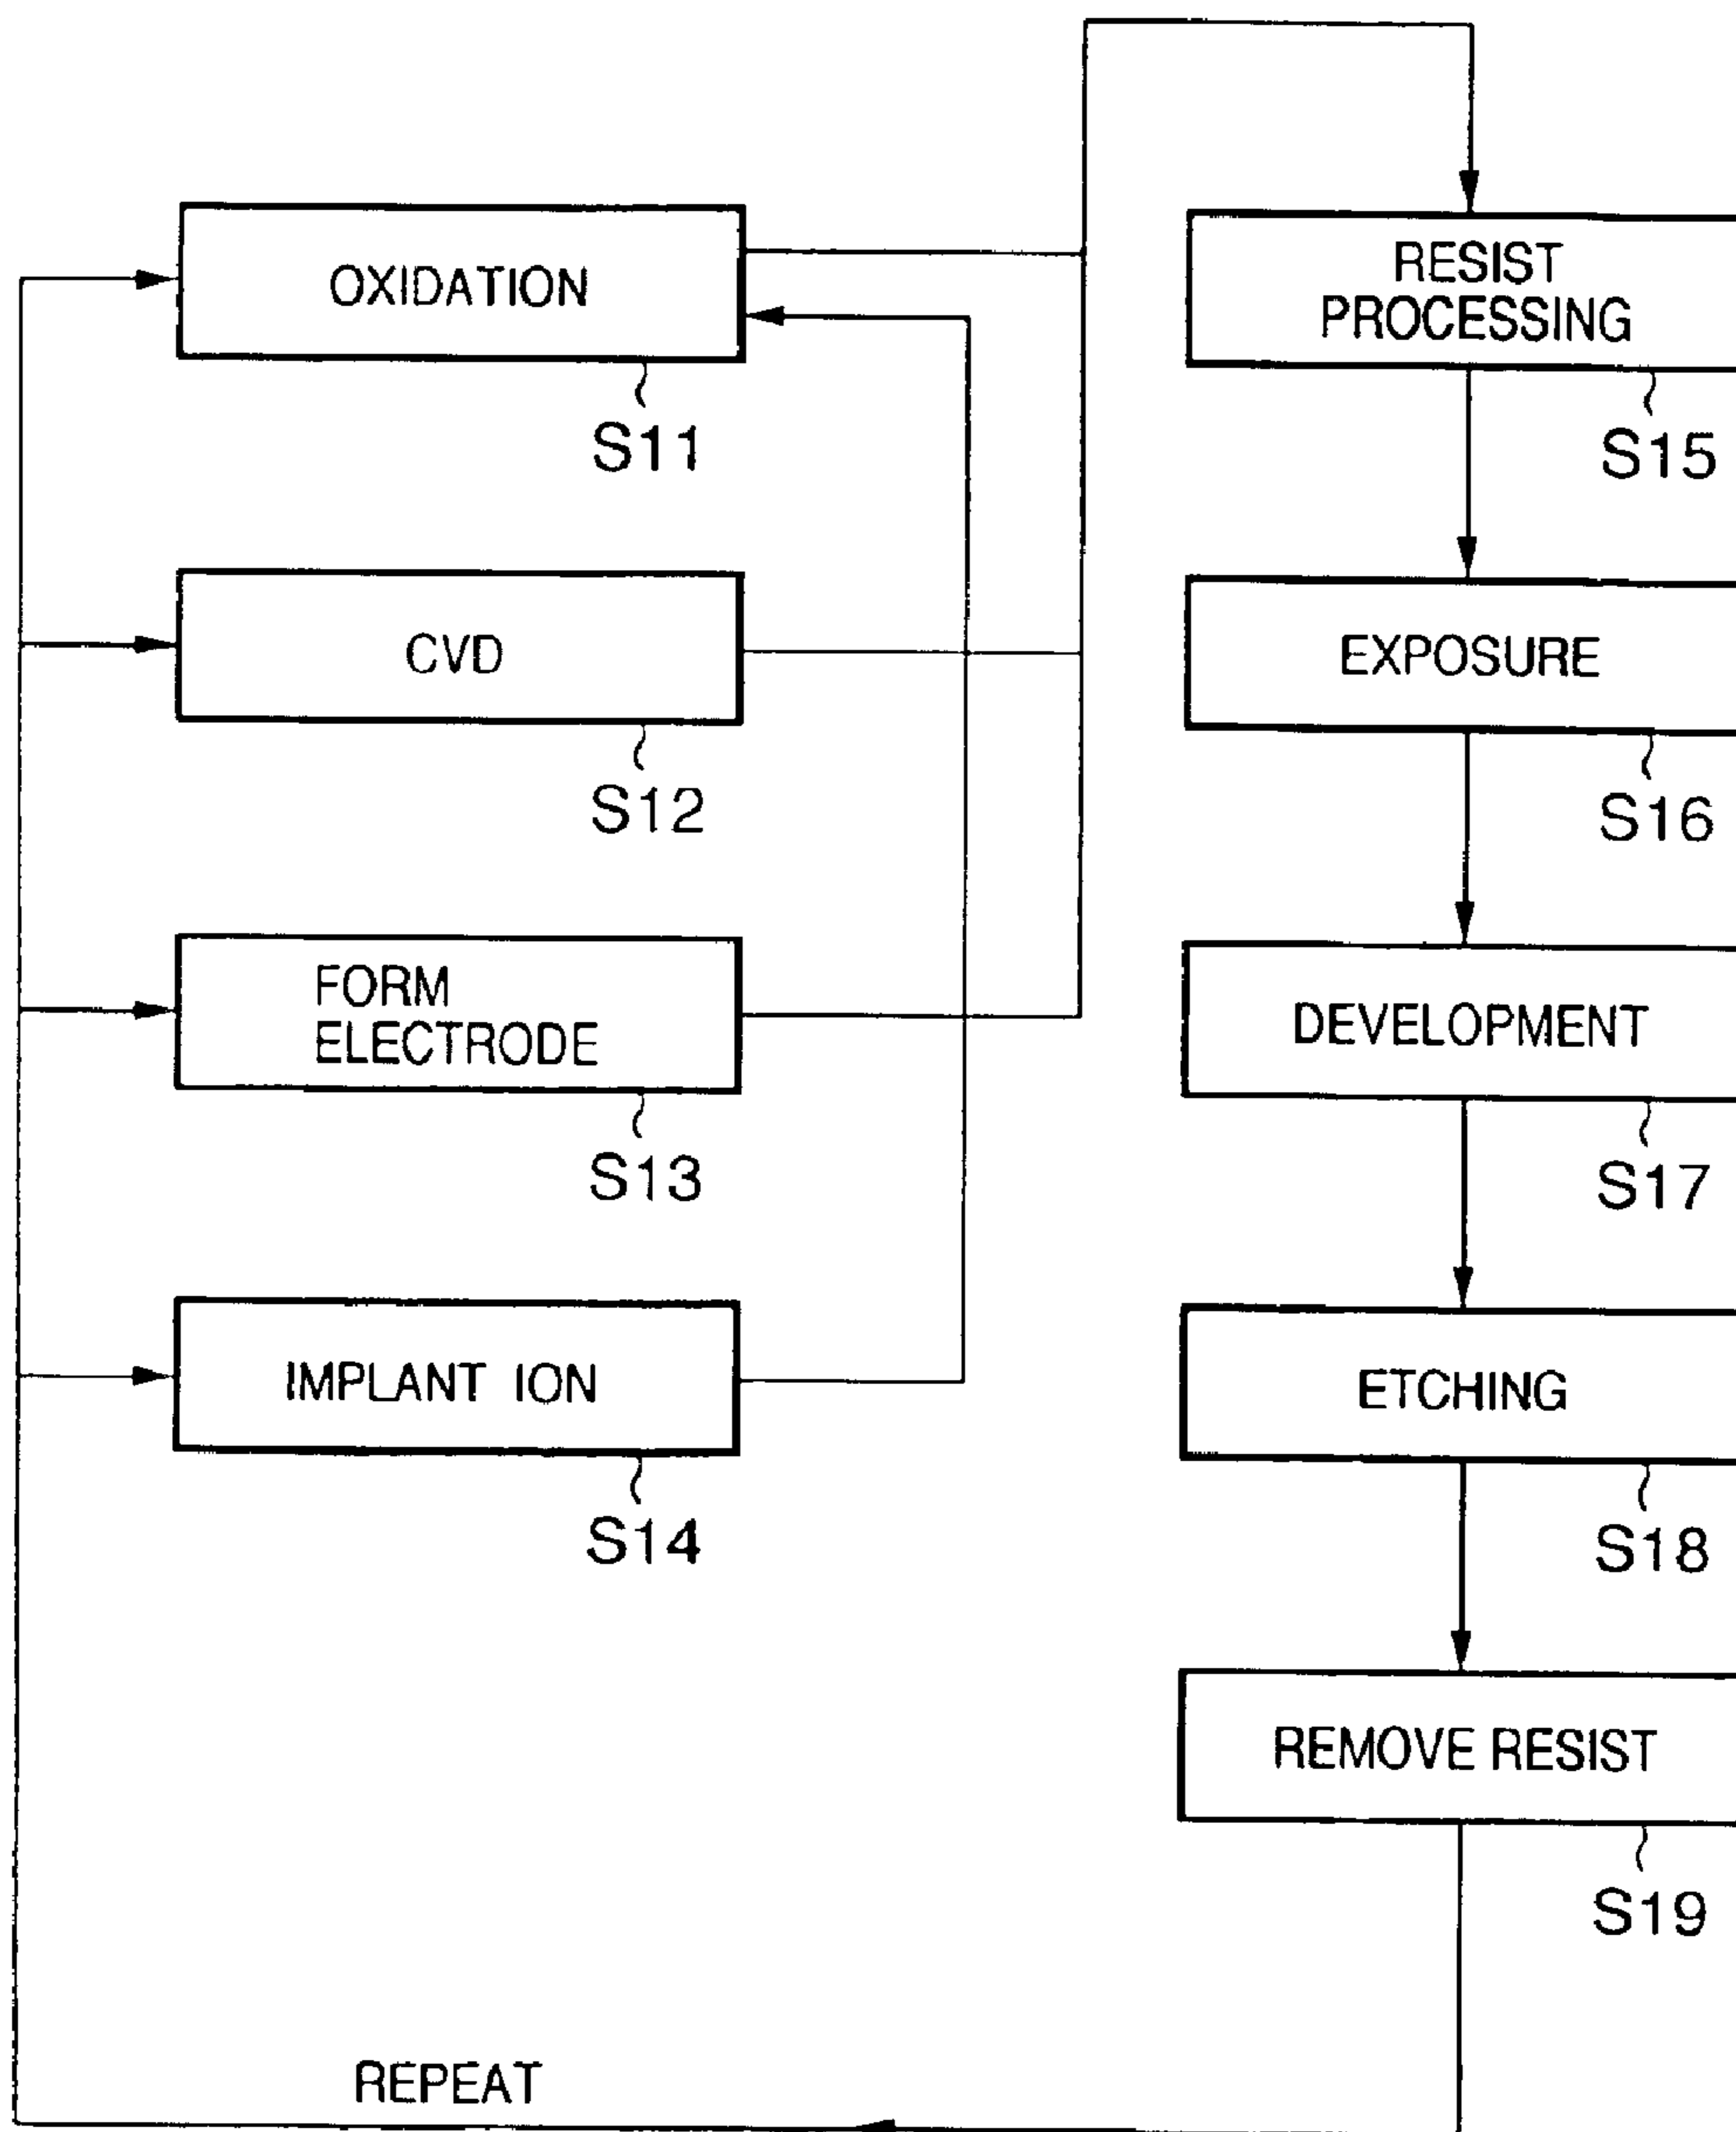 OXIDATION
S11
CVD
S12
FORM
ELECTRODE
S13
IMPLANT ION
S14
RESIST
PROCESSING
S15
EXPOSURE
S16
DEVELOPMENT
S17
ETCHING
S18
REMOVE RESIST
S19
REPEAT